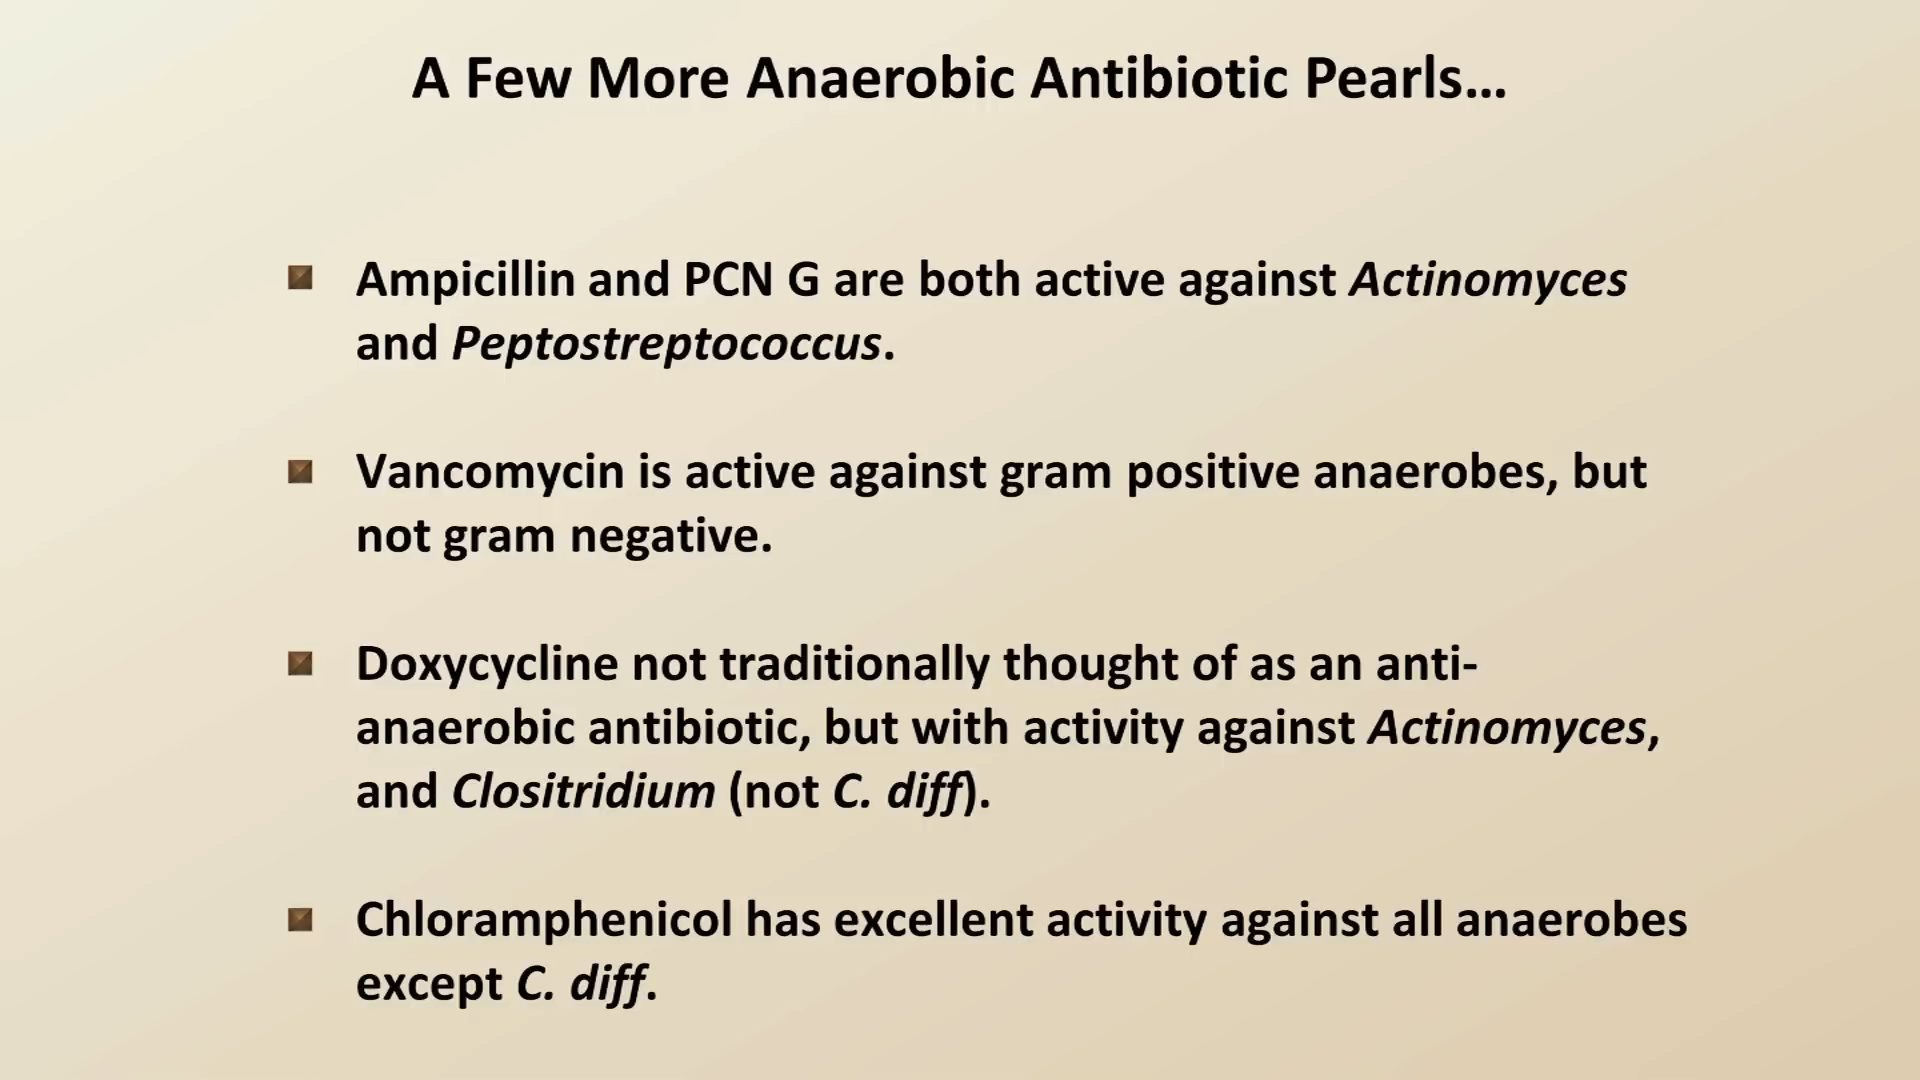 A Few More Anaerobic Antibiotic Pearls...
Ampicillin and PCN G are both active against Actinomyces
and Peptostreptococcus.
Vancomycin is active against gram positive anaerobes, but
not gram negative.
Doxycycline not traditionally thought of as an anti-
anaerobic antibiotic, but with activity against Actinomyces,
and Clositridium (not C. diff).
Chloramphenicol has excellent activity against all anaerobes
except C. diff.